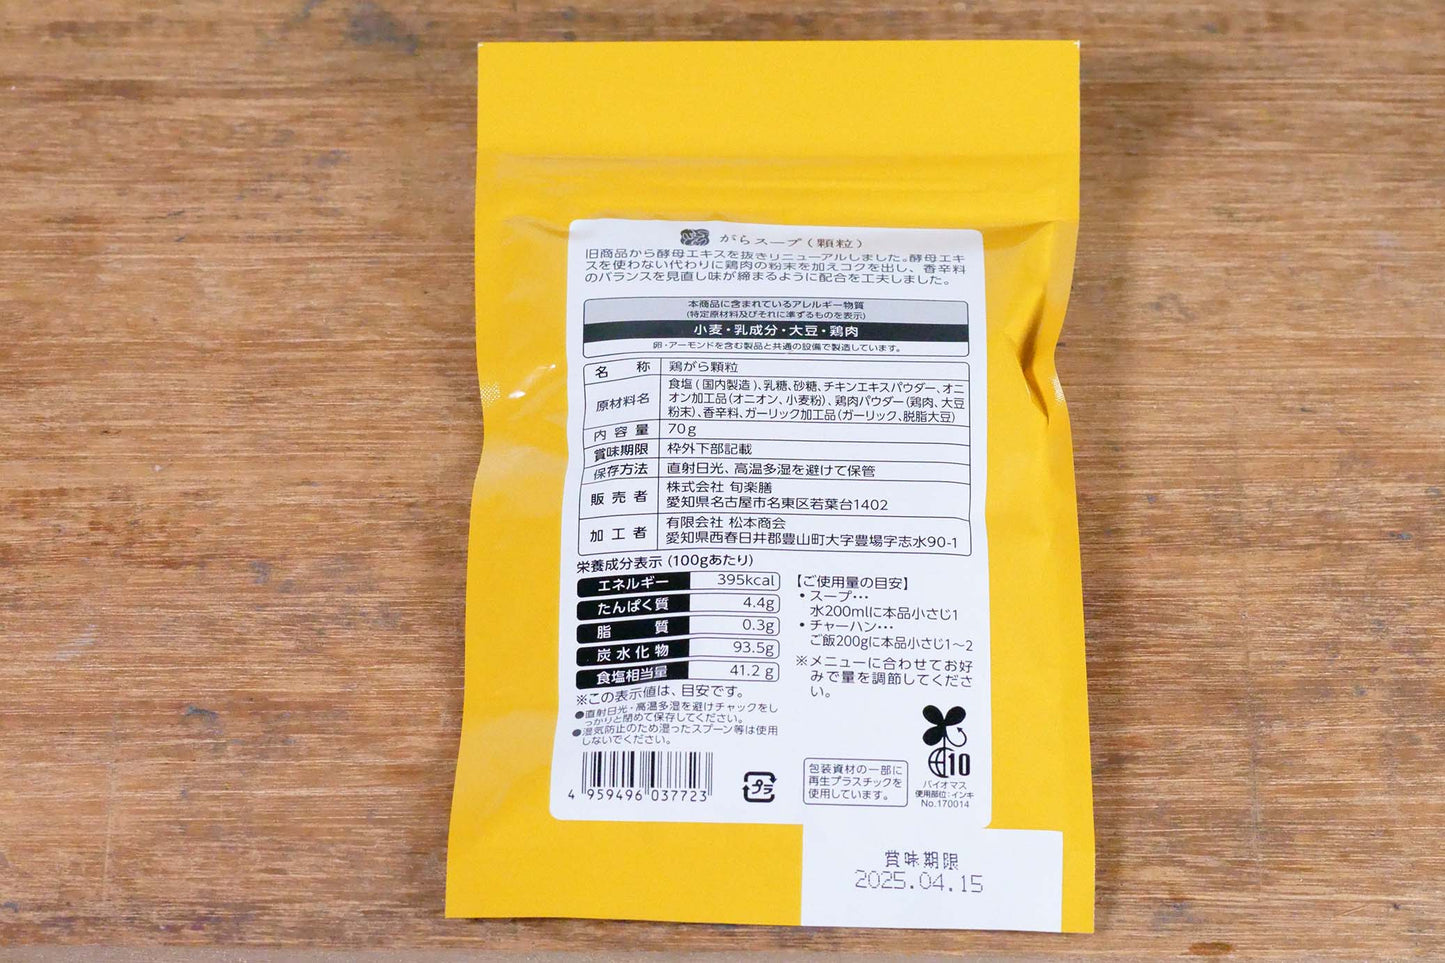 がらスープ(顆粒)
旧商品から酵母エキスを抜きリニューアルしました。酵母エキ
スを使わない代わりに鶏肉の粉末を加えコクを出し、香辛料
のバランスを見直し味が締まるように配合を工夫しました。
本商品に含まれているアレルギー物質
(特定原材料及びそれに準ずるものを表示)
小麦・乳成分・大豆・鶏肉
卵・アーモンドを含む製品と共通の設備で製造しています。
名称 鶏がら顆粒
原材料名 食塩(国内製造)、乳糖、砂糖、チキンエキスパウダー、オニ
オン加工品(オニオン、小麦粉)、鶏肉パウダー(鶏肉、大豆
粉末)、香辛料、ガーリック加工品(ガーリック、脱脂大豆)
内容量 70g
賞味期限 枠外下部記載
保存方法 直射日光、高温多湿を避けて保管
販売者 株式会社 旬楽膳
愛知県名古屋市名東区若葉台1402
加工者 有限会社 松本商会
愛知県西春日井郡豊山町大字豊場字志水90-1
栄養成分表示(100gあたり)
エネルギー 395kcal
たんぱく質 4.4g
脂質 0.3g
炭水化物 93.5g
食塩相当量 41.2g
※この表示値は、目安です。
●直射日光・高温多湿を避けチャックをし
っかりと閉めて保存してください。
●湿気防止のため湿ったスプーン等は使用
しないでください。
【ご使用量の目安】
・スープ…
水200mlに本品小さじ1
・チャーハン…
ご飯200gに本品小さじ1〜2
※メニューに合わせてお好
みで量を調節してくださ
い。
4 959496 037723
プラ
包装資材の一部に
再生プラスチックを
使用しています。
10
バイオマス
使用部位:インキ
No.170014
賞味期限
2025.04.15